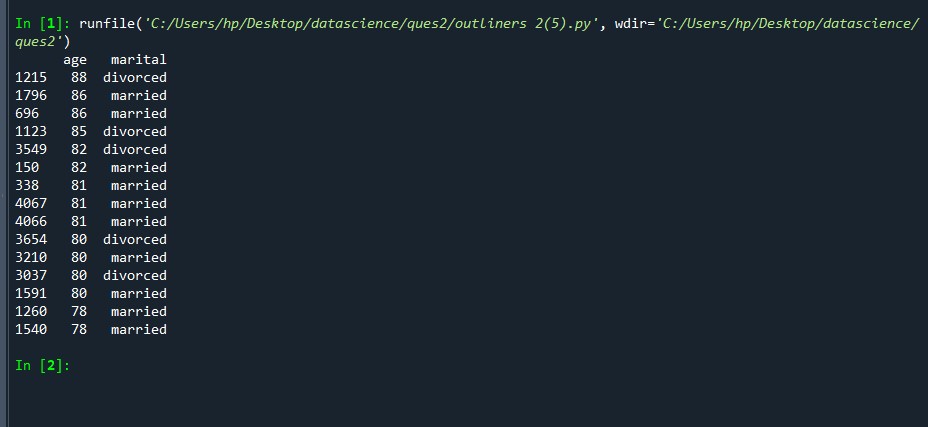 In [1]: runfile('C:/Users/hp/Desktop/datascience/ques2/outliners 2(5).py', wdir='C:/Users/hp/Desktop/datascience/
ques2')
age marital
1215 88 divorced
1796 86 married
696 86 married
1123 85 divorced
3549 82 divorced
150 82 married
338 81 married
4067 81 married
4066 81 married
3654 80 divorced
3210 80 married
3037 80 divorced
1591 80 married
1260 78 married
1540 78 married
In [2]: